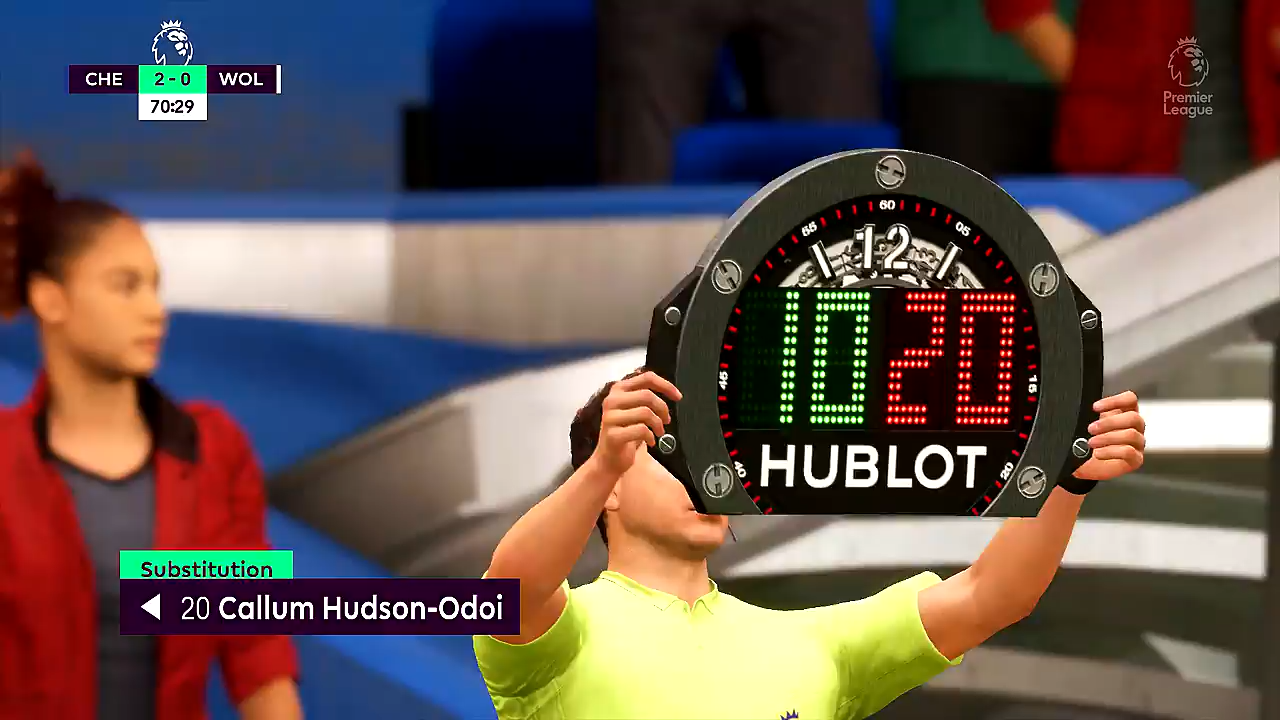 CHE 2 - 0 WOL
70:29
Premier
League
55 60 05
12
10 20
45 15
40 20
HUBLOT
Substitution
20 Callum Hudson-Odoi